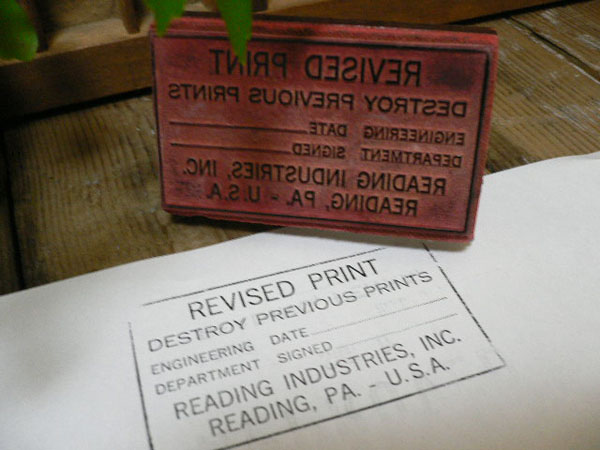 REVISED PRINT
DESTROY PREVIOUS PRINTS
ENGINEERING DATE
DEPARTMENT SIGNED
READING INDUSTRIES, INC.
READING, PA. - U.S.A.
REVISED PRINT
DESTROY PREVIOUS PRINTS
ENGINEERING DATE
DEPARTMENT SIGNED
READING INDUSTRIES, INC.
READING, PA. - U.S.A.